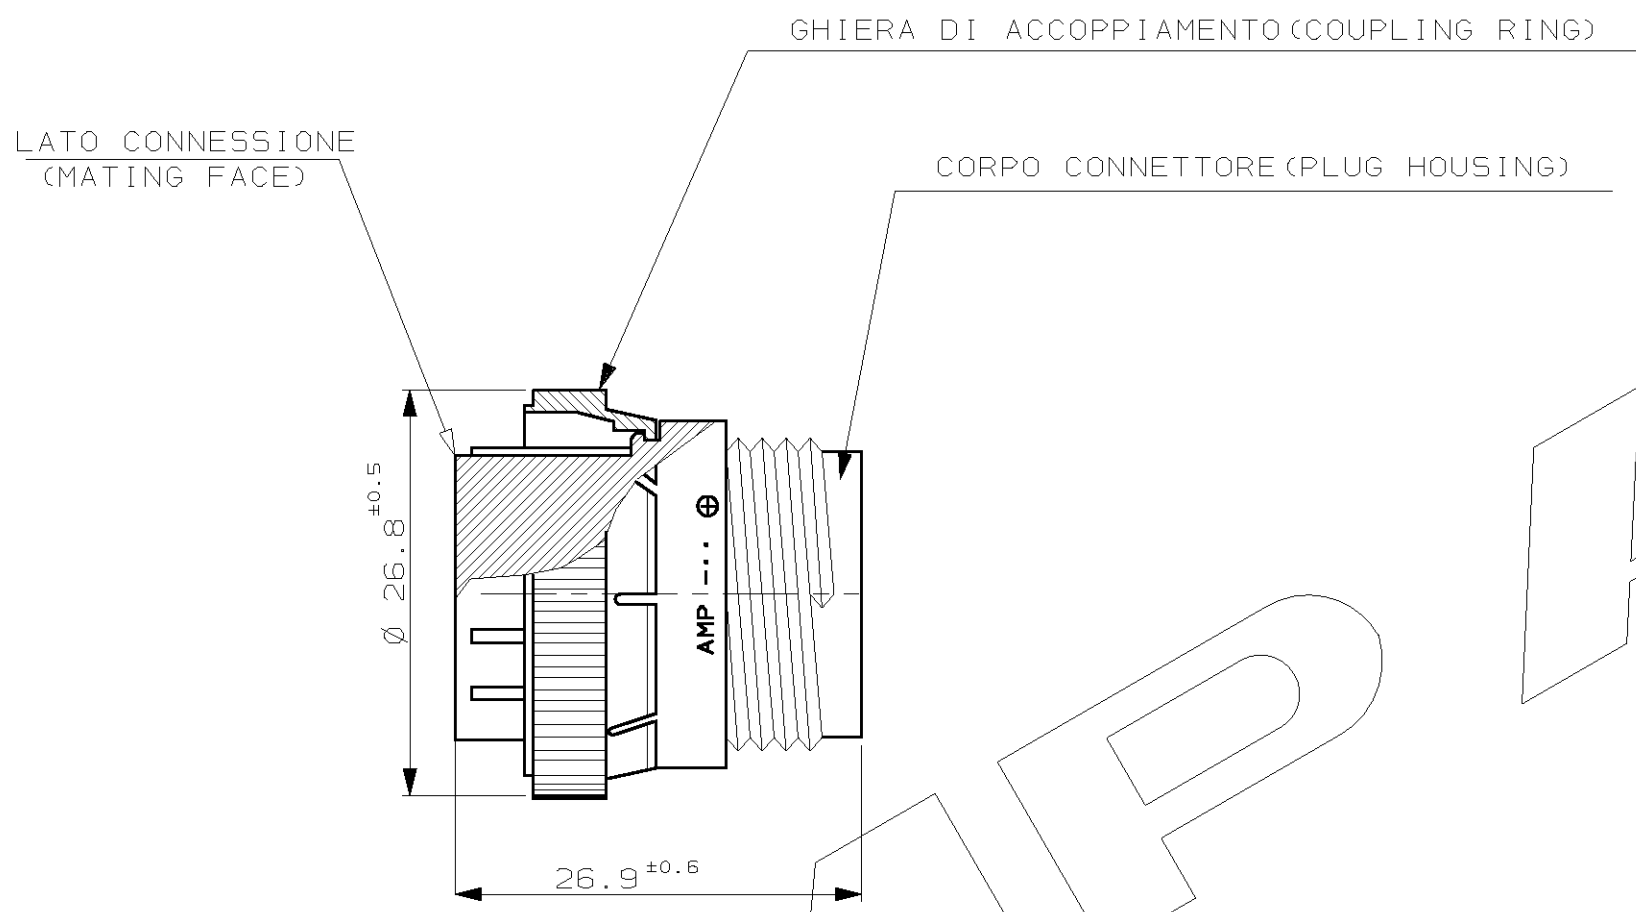 GHIERA DI ACCOPPIAMENTO(COUPLING RING)
LATO CONNESSIONE
(MATING FACE)
CORPO CONNETTORE(PLUG HOUSING)
Ø 26.8 ±0.5
AMP -..
26.9 ±0.6